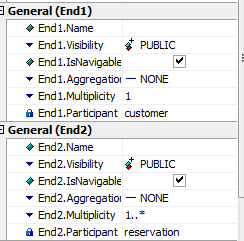 General (End1)
End1.Name
End1.Visibility PUBLIC
End1.IsNavigable
End1.Aggregation NONE
End1.Multiplicity 1
End1.Participant customer
General (End2)
End2.Name
End2.Visibility PUBLIC
End2.IsNavigable
End2.Aggregation NONE
End2.Multiplicity 1..*
End2.Participant reservation